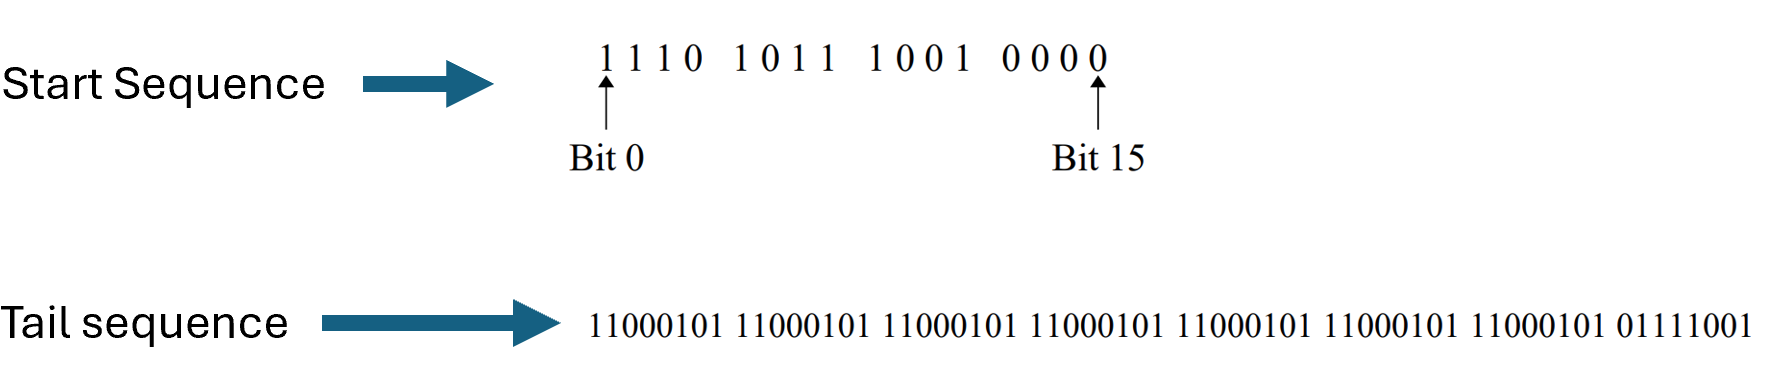 Start Sequence
1 1 1 0 1 0 1 1 1 0 0 1 0 0 0 0
Bit 0 Bit 15
Tail sequence
11000101 11000101 11000101 11000101 11000101 11000101 11000101 01111001